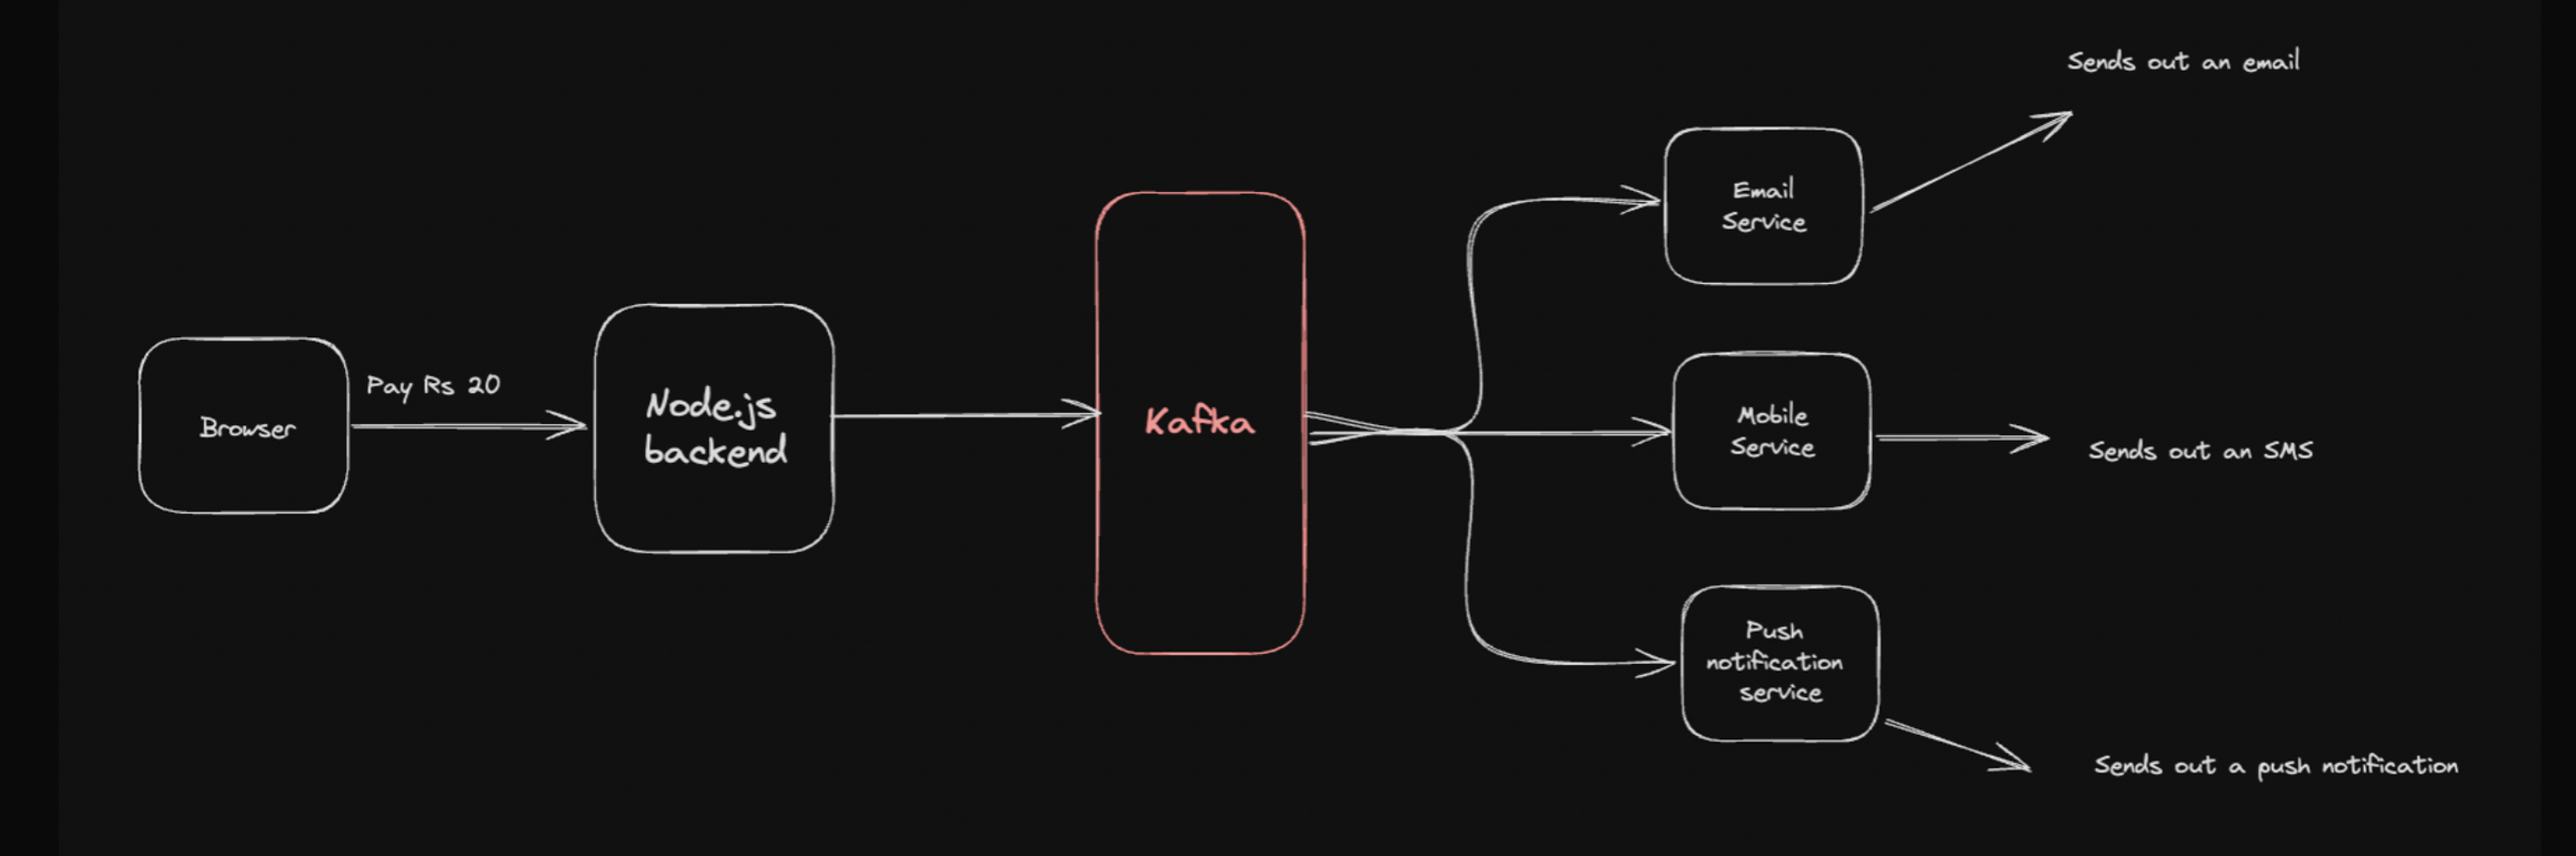 Sends out an email
Email
Service
Pay Rs 20
Browser
Node.js
backend
Kafka
Mobile
Service
Sends out an SMS
Push
notification
service
Sends out a push notification